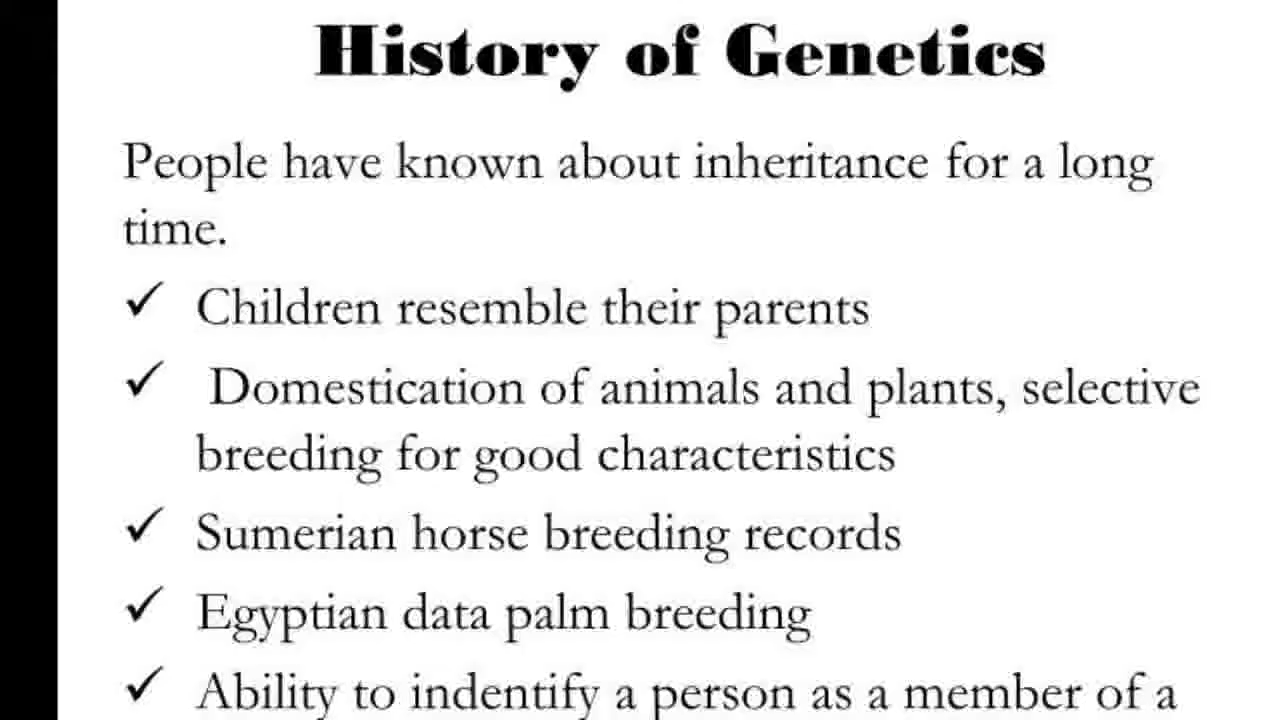 History of Genetics
People have known about inheritance for a long
time.
✓ Children resemble their parents
✓ Domestication of animals and plants, selective
breeding for good characteristics
✓ Sumerian horse breeding records
✓ Egyptian data palm breeding
✓ Ability to indentify a person as a member of a